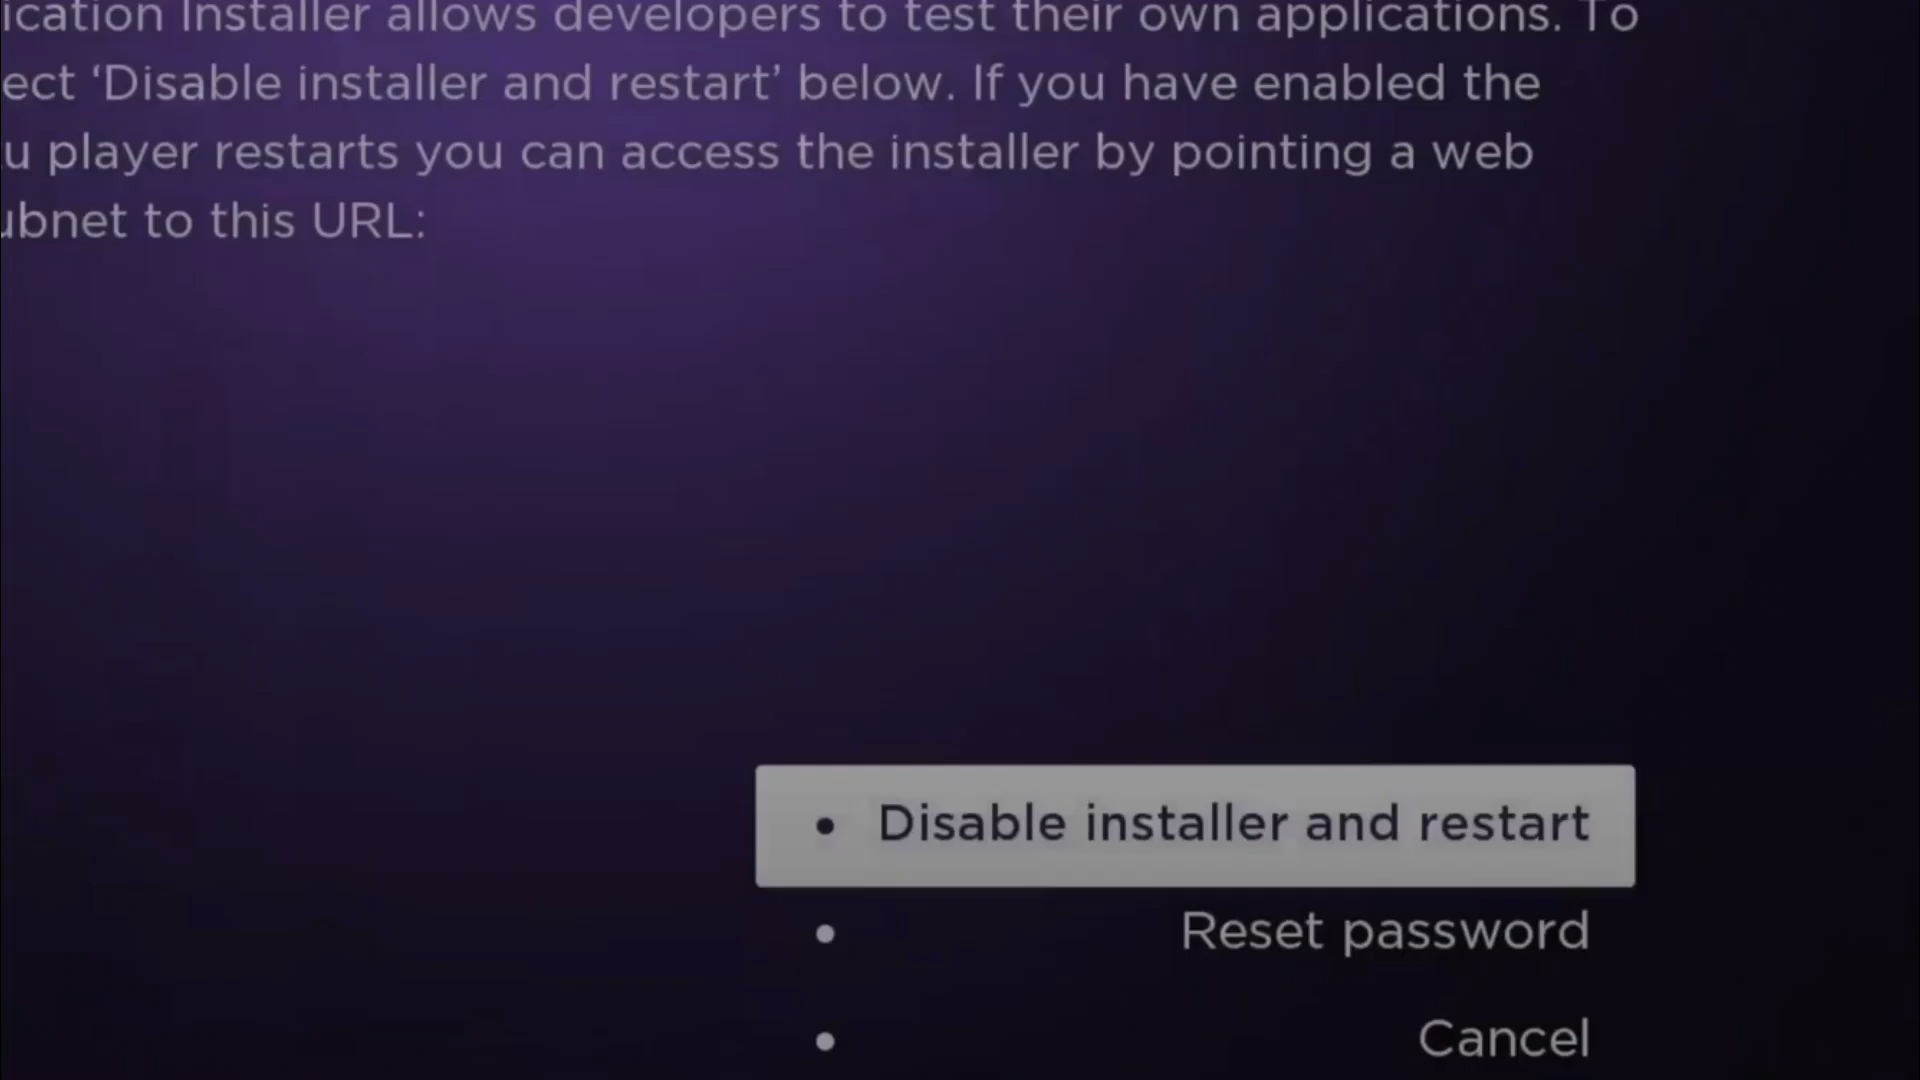 ication Installer allows developers to test their own applications. To
ect ‘Disable installer and restart’ below. If you have enabled the
u player restarts you can access the installer by pointing a web
ubnet to this URL:
• Disable installer and restart
• Reset password
• Cancel